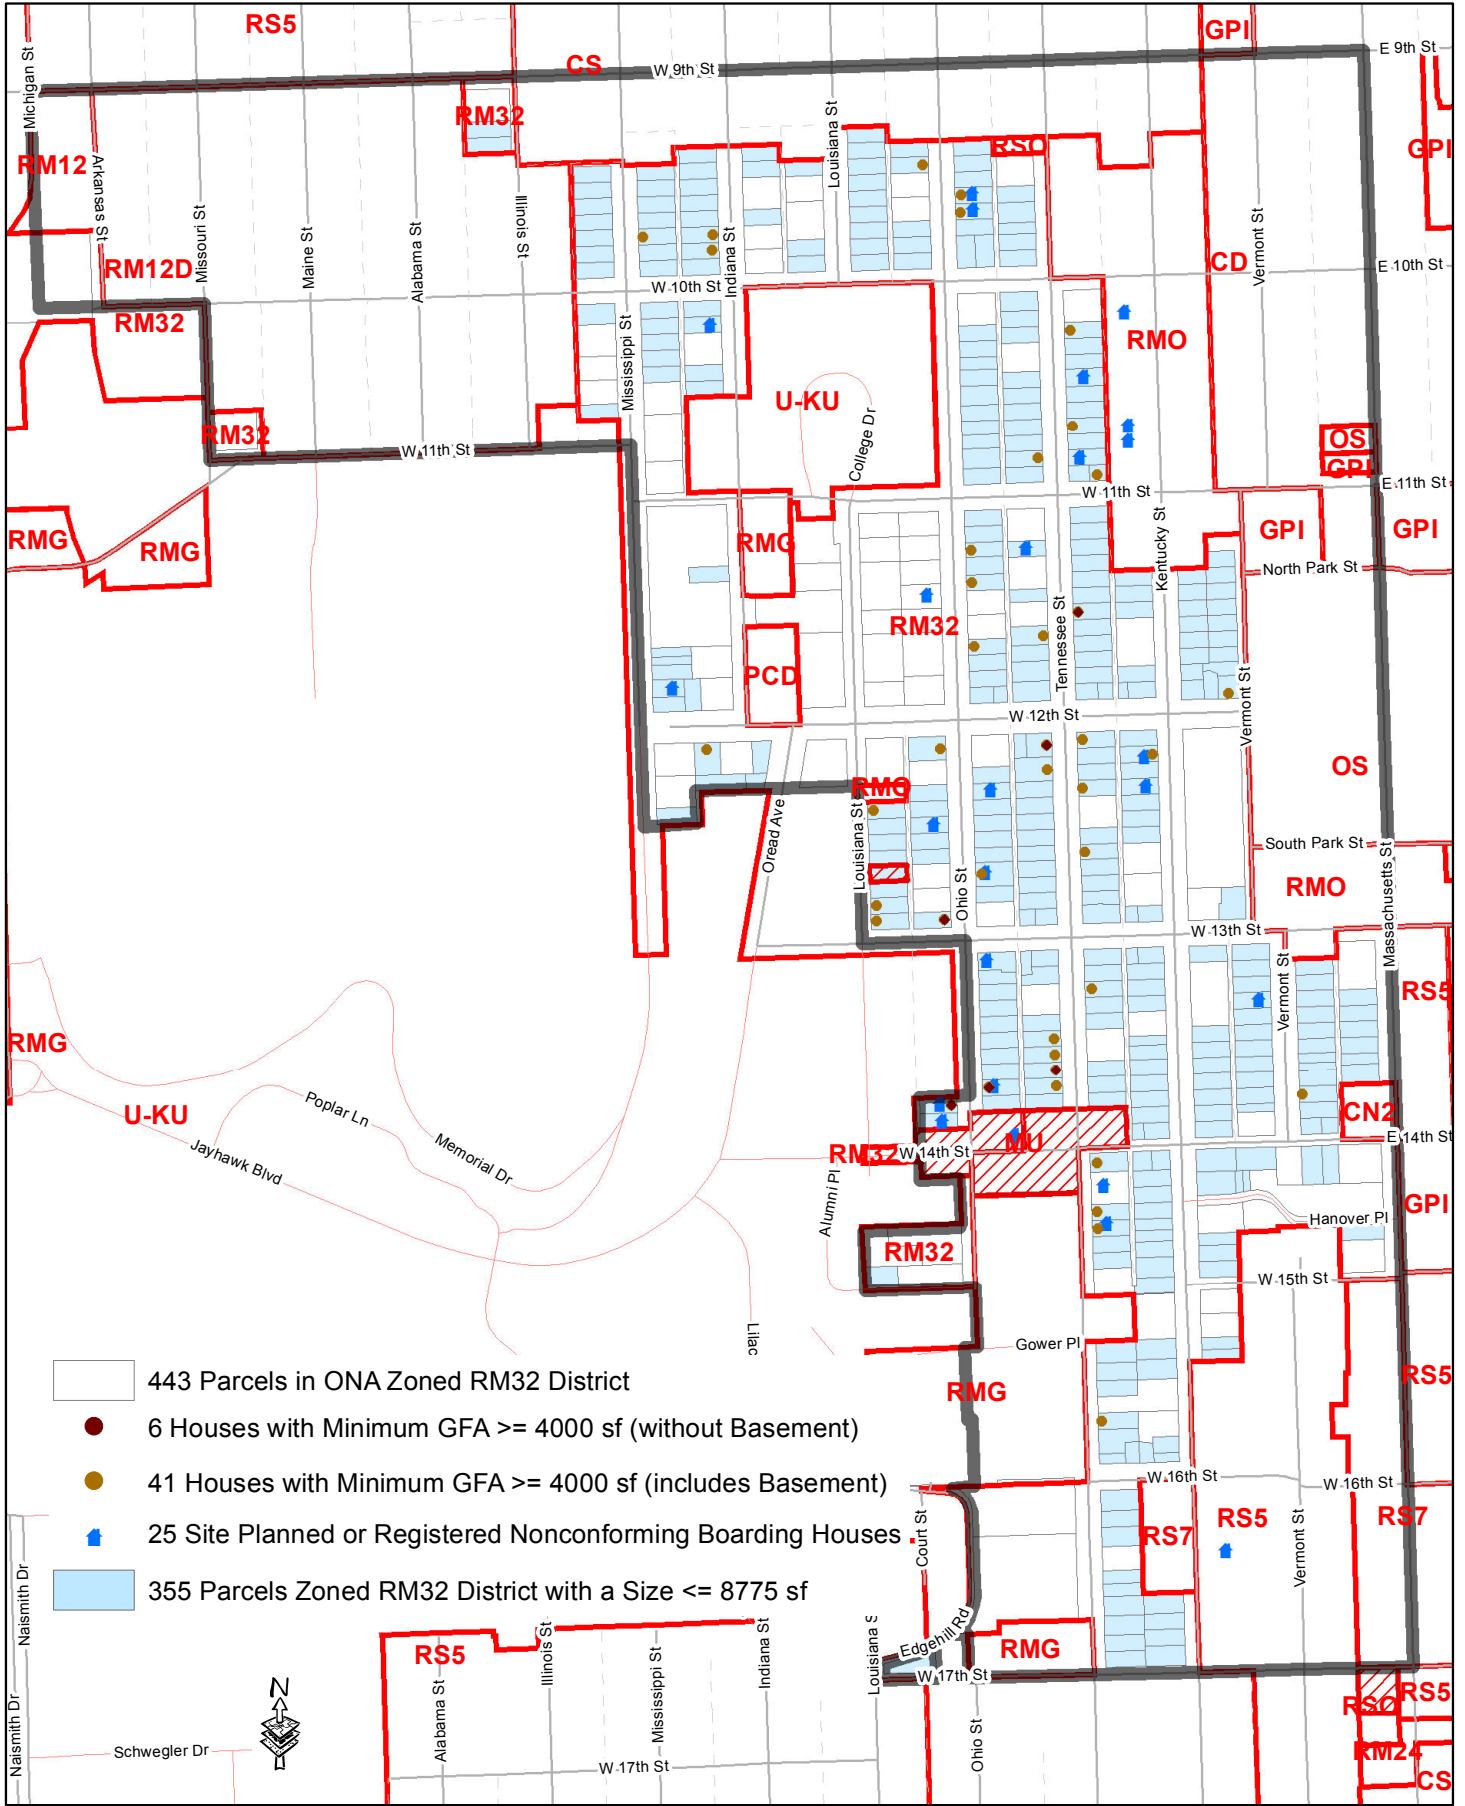 RS5
GPI
CS
W 9th St
E 9th St
Michigan St
RM32
Louisiana St
RSO
GPI
RM12
Arkansas St
Missouri St
Maine St
Alabama St
Illinois St
Indiana St
Vermont St
RM12D
CD
E 10th St
W 10th St
RM32
Mississippi St
RMO
U-KU
College Dr
RM32
OS
GPI
W 11th St
W 11th St
E 11th St
RMG
RMG
RMG
Kentucky St
GPI
GPI
North Park St
RM32
Tennessee St
PCD
Vermont St
W 12th St
OS
RMO
Oread Ave
Louisiana St
Ohio St
South Park St
Massachusetts St
RMO
W 13th St
Vermont St
RS5
RMG
U-KU
Poplar Ln
Memorial Dr
Jayhawk Blvd
CN2
E 14th St
MU
RM32
W 14th St
Alumni Pl
GPI
Hanover Pl
RM32
W 15th St
Lilac
Gower Pl
RS5
443 Parcels in ONA Zoned RM32 District
RMG
6 Houses with Minimum GFA >= 4000 sf (without Basement)
41 Houses with Minimum GFA >= 4000 sf (includes Basement)
W 16th St
W 16th St
25 Site Planned or Registered Nonconforming Boarding Houses
Court St
RS7
RS5
RS7
Vermont St
355 Parcels Zoned RM32 District with a Size <= 8775 sf
Naismith Dr
RS5
Illinois St
Mississippi St
Indiana St
Louisiana S
Edgehill Rd
RMG
W 17th St
N
Alabama St
RSO
RS5
Naismith Dr
Schwegler Dr
W 17th St
Ohio St
RM24
CS